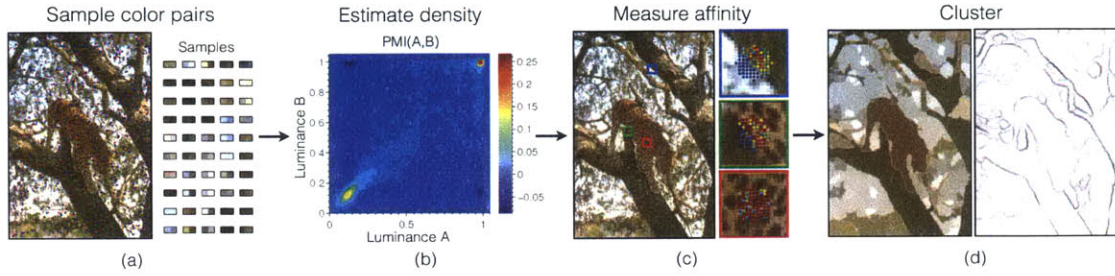 Sample color pairs
Estimate density
Measure affinity
Cluster
Samples
PMI(A,B)
1
0.8
0.6
0.4
0.2
0
Luminance B
0
0.5
1
Luminance A
0.25
0.2
0.15
0.1
0.05
0
-0.05
(a)
(b)
(c)
(d)